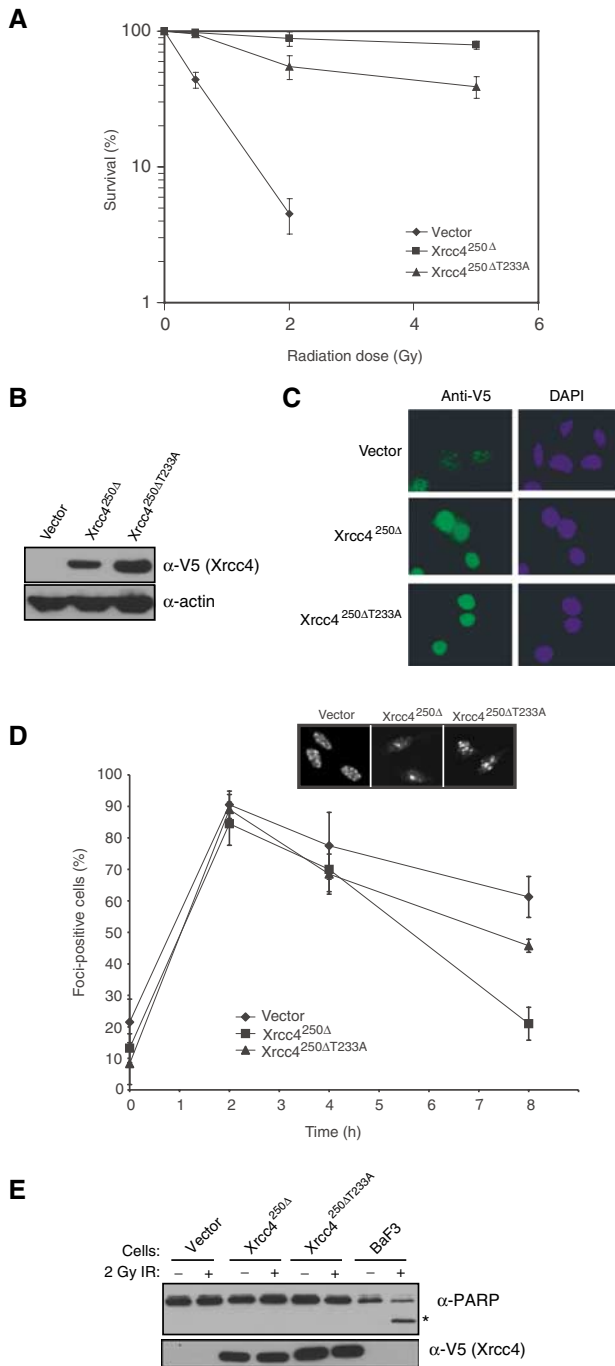 A
100
10
1
Survival (%)
Vector
Xrcc4250Δ
Xrcc4250ΔT233A
0 2 4 6
Radiation dose (Gy)
B
Vector
Xrcc4250Δ
Xrcc4250ΔT233A
α-V5 (Xrcc4)
α-actin
C
Anti-V5 DAPI
Vector
Xrcc4250Δ
Xrcc4250ΔT233A
D
Vector Xrcc4250Δ Xrcc4250ΔT233A
100
90
80
70
60
50
40
30
20
10
0
Foci-positive cells (%)
Vector
Xrcc4250Δ
Xrcc4250ΔT233A
0 1 2 3 4 5 6 7 8
Time (h)
E
Cells: Vector Xrcc4250Δ Xrcc4250ΔT233A BaF3
2 Gy IR: – + – + – + – +
α-PARP
*
α-V5 (Xrcc4)